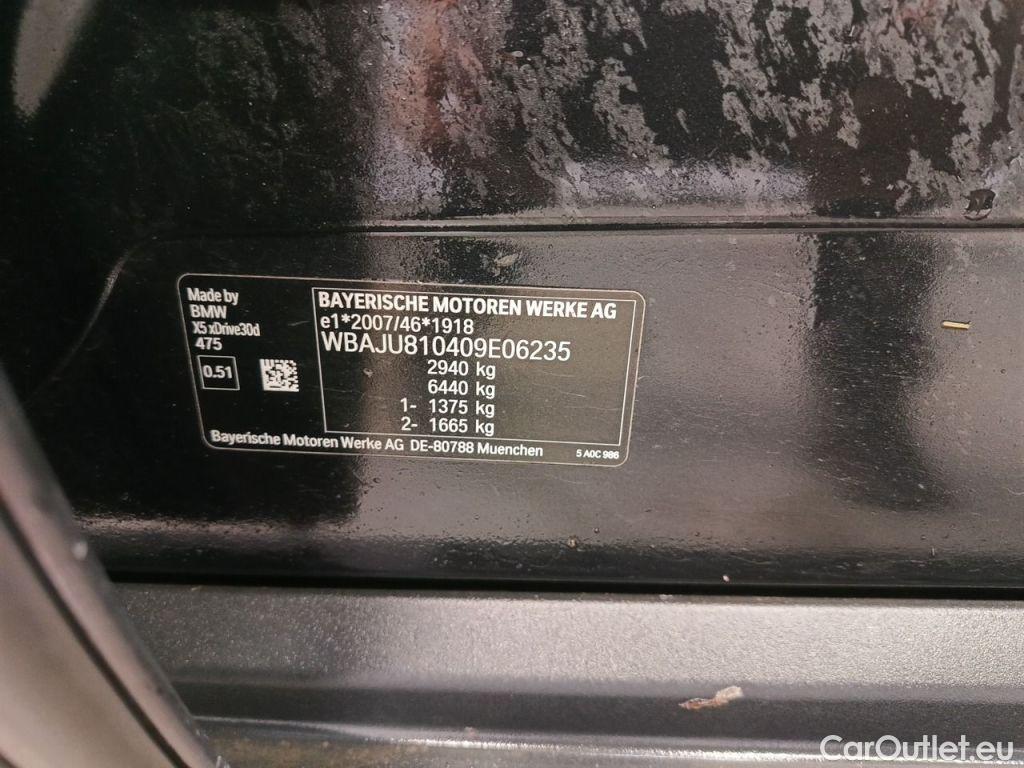 Made by
BMW
X5 xDrive30d
475
0.51
BAYERISCHE MOTOREN WERKE AG
e1*2007/46*1918
WBAJU810409E06235
2940 kg
6440 kg
1- 1375 kg
2- 1665 kg
Bayerische Motoren Werke AG DE-80788 Muenchen
5 A0C 986
CarOutlet.eu